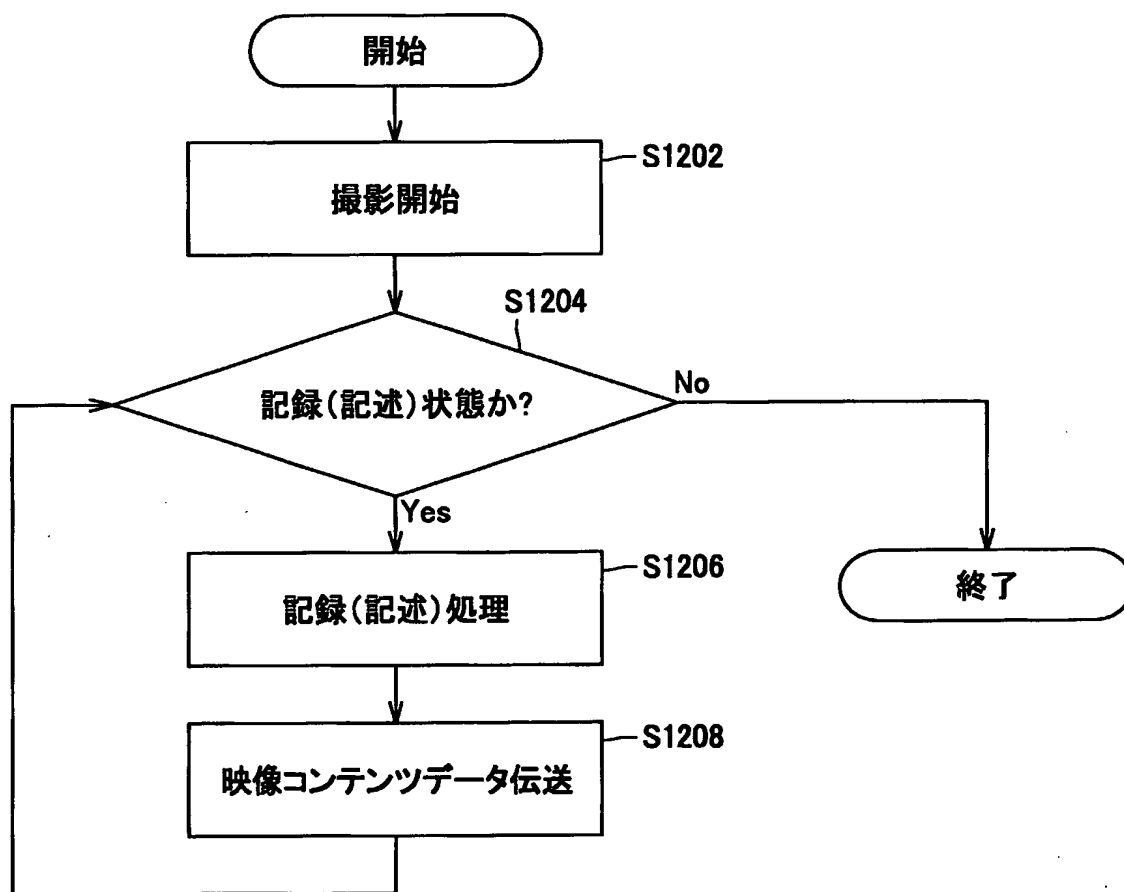 開始
S1202
撮影開始
S1204
記録(記述)状態か?
No
Yes
S1206
記録(記述)処理
終了
S1208
映像コンテンツデータ伝送